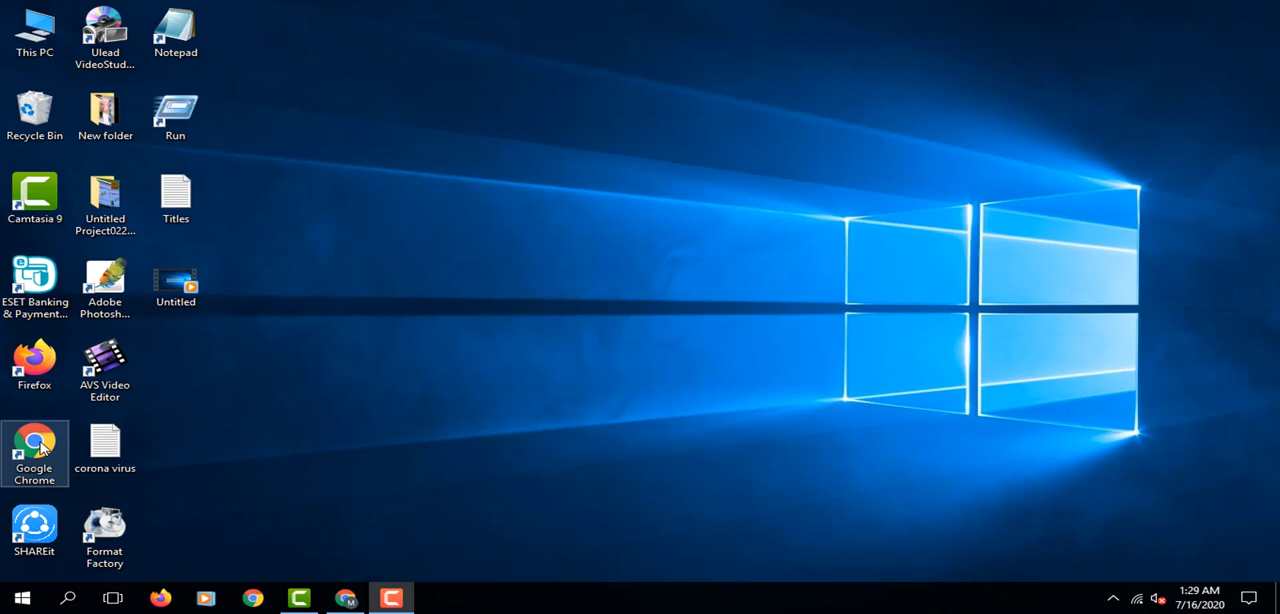 This PC
Ulead
VideoStud...
Notepad
Recycle Bin
New folder
Run
Camtasia 9
Untitled
Project022...
Titles
ESET Banking
& Payment...
Adobe
Photosh...
Untitled
Firefox
AVS Video
Editor
Google
Chrome
corona virus
SHAREit
Format
Factory
M
1:29 AM
7/16/2020